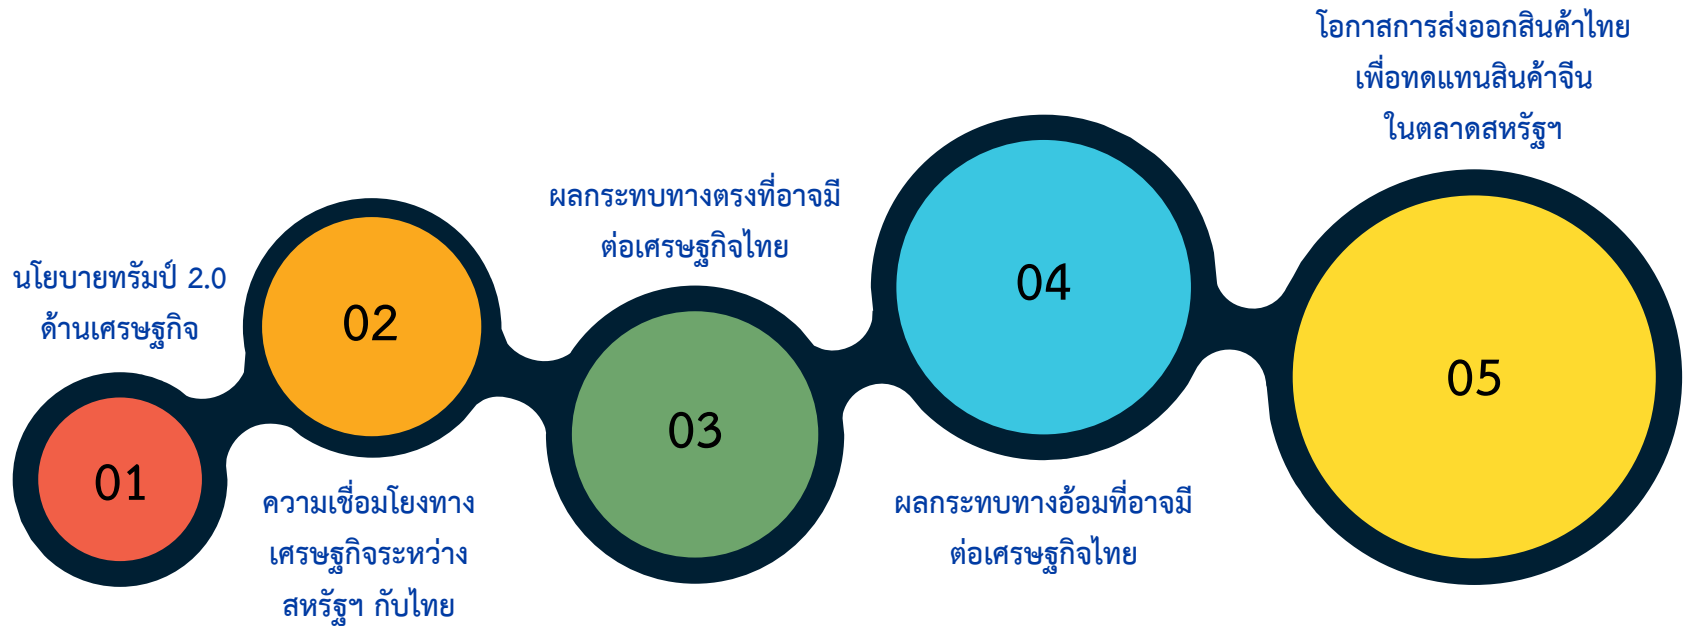 01
นโยบายทรัมป์ 2.0
ด้านเศรษฐกิจ
02
ความเชื่อมโยงทาง
เศรษฐกิจระหว่าง
สหรัฐฯ กับไทย
03
ผลกระทบทางตรงที่อาจมี
ต่อเศรษฐกิจไทย
04
ผลกระทบทางอ้อมที่อาจมี
ต่อเศรษฐกิจไทย
05
โอกาสการส่งออกสินค้าไทย
เพื่อทดแทนสินค้าจีน
ในตลาดสหรัฐฯ